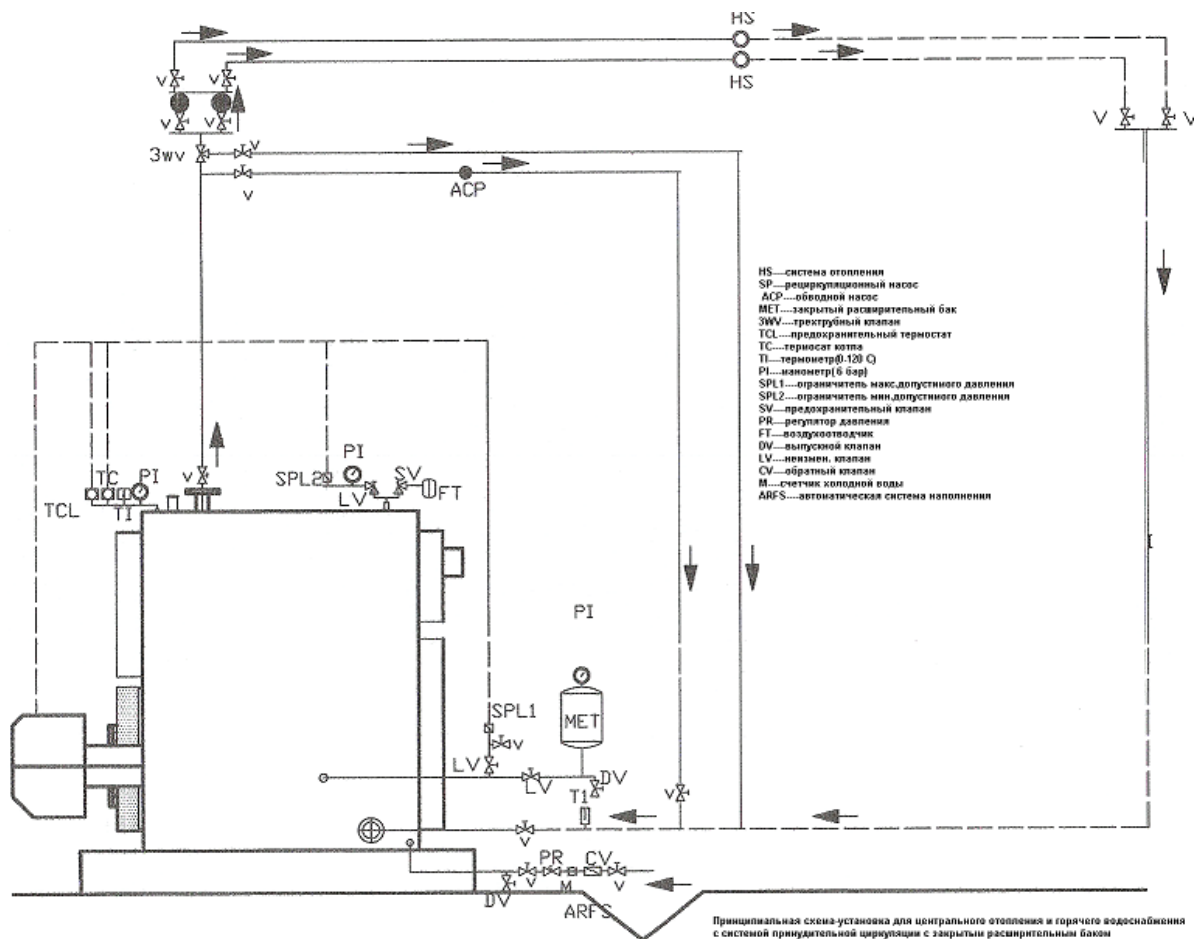 HS
HS
V
V
V
V
V
V
3WV
V
V
ACP
HS----система отопления
SP----рециркуляционный насос
ACP----обводной насос
MET----закрытый расширительный бак
3WV----трехтрубный клапан
TCL----предохранительный термостат
TC----териосат котла
TI----термонетр(0-120 C)
PI----нанонетр( 6 бар)
SPL1----ограничитель макс.допустиного давления
SPL2----ограничитель мин.допустиного давления
SV----предохранительный клапан
PR----регулятор давления
FT----воздухоотводчик
DV----выпускной клапан
LV----неизмен. клапан
CV----обратный клапан
M----счетчик холодной воды
ARFS----автоматическая система наполнения
TCL
TC
TI
PI
V
SPL2
PI
LV
SV
FT
PI
SPL1
V
LV
MET
LV
DV
T1
V
V
PR
CV
V
M
V
DV
ARFS
Принципиальная схема-установка для центрального отопления и горячего водоснабжения
с системой принудительной циркуляции с закрытым расширительным баком